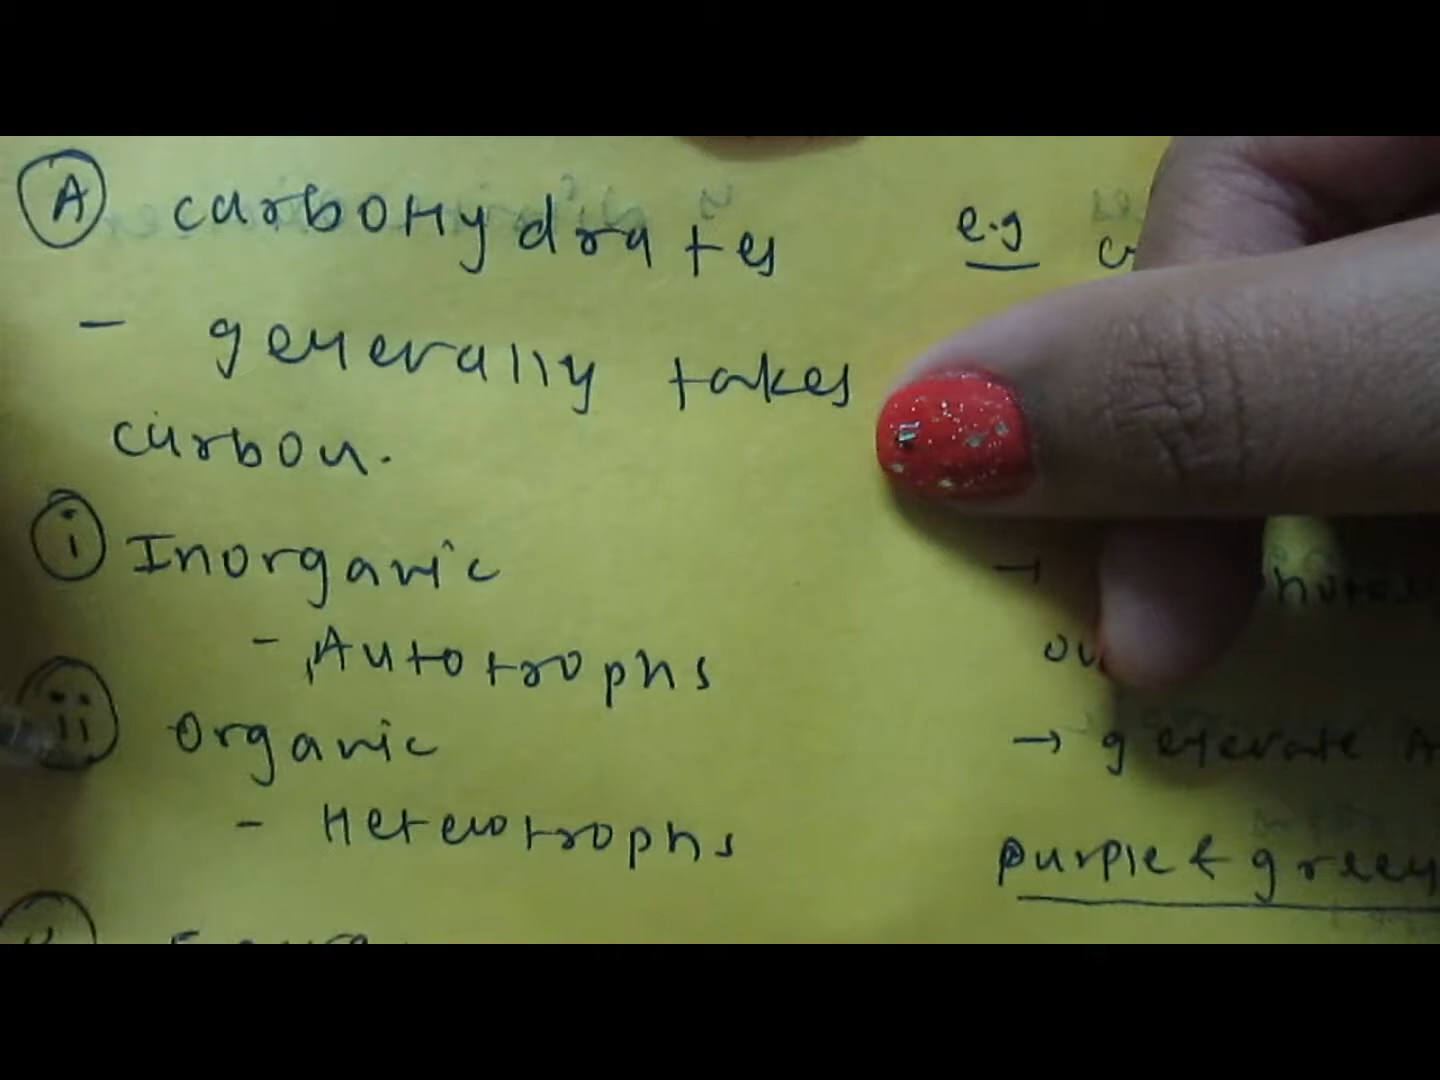 A carboHydrates
- generally takes
carbon.
i Inorganic
- Autotrophs
ii Organic
- Heterotrophs
e.g
→
→ generate A
purple & green